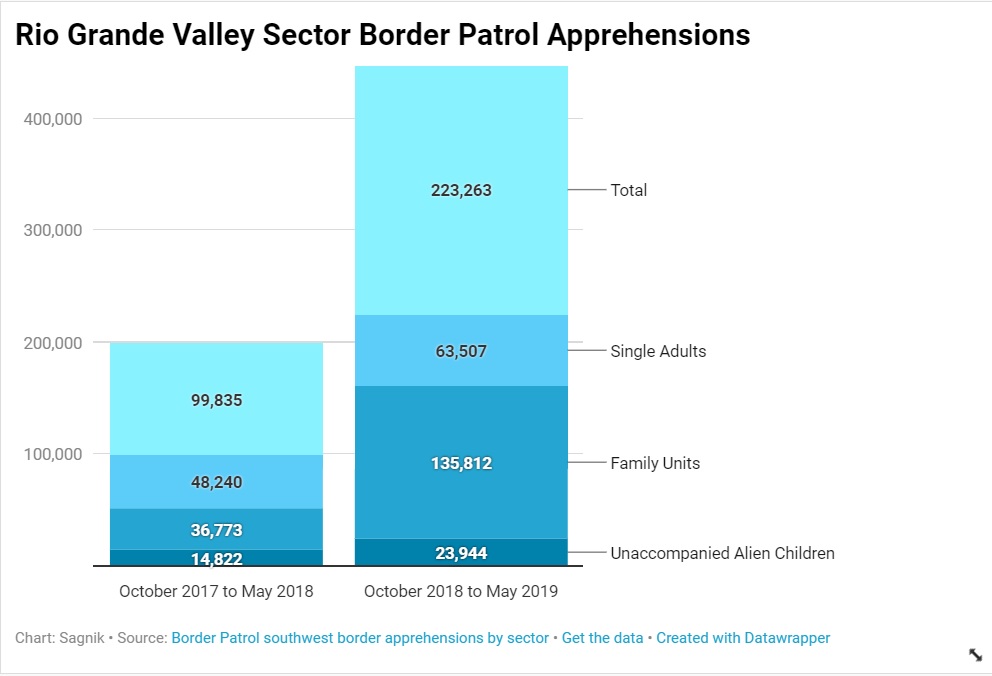 Rio Grande Valley Sector Border Patrol Apprehensions
400,000
300,000
200,000
100,000
223,263
63,507
135,812
23,944
99,835
48,240
36,773
14,822
Total
Single Adults
Family Units
Unaccompanied Alien Children
October 2017 to May 2018
October 2018 to May 2019
Chart: Sagnik • Source: Border Patrol southwest border apprehensions by sector • Get the data • Created with Datawrapper